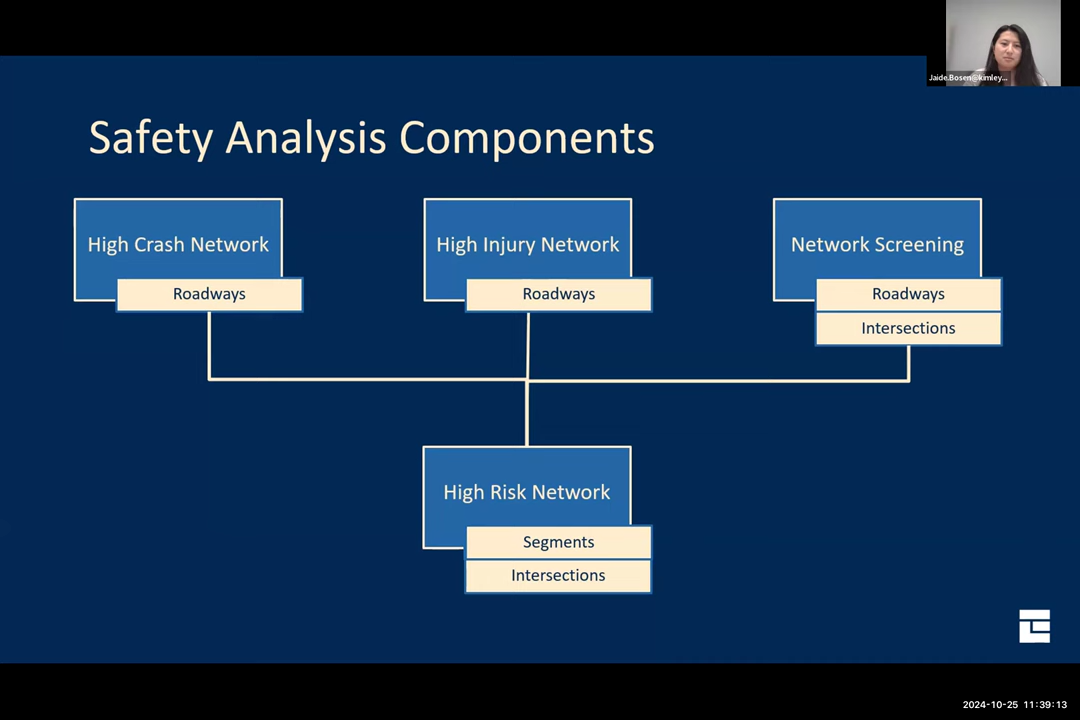 Jaide.Bosen@kimley...
Safety Analysis Components
High Crash Network
Roadways
High Injury Network
Roadways
Network Screening
Roadways
Intersections
High Risk Network
Segments
Intersections
2024-10-25 11:39:13